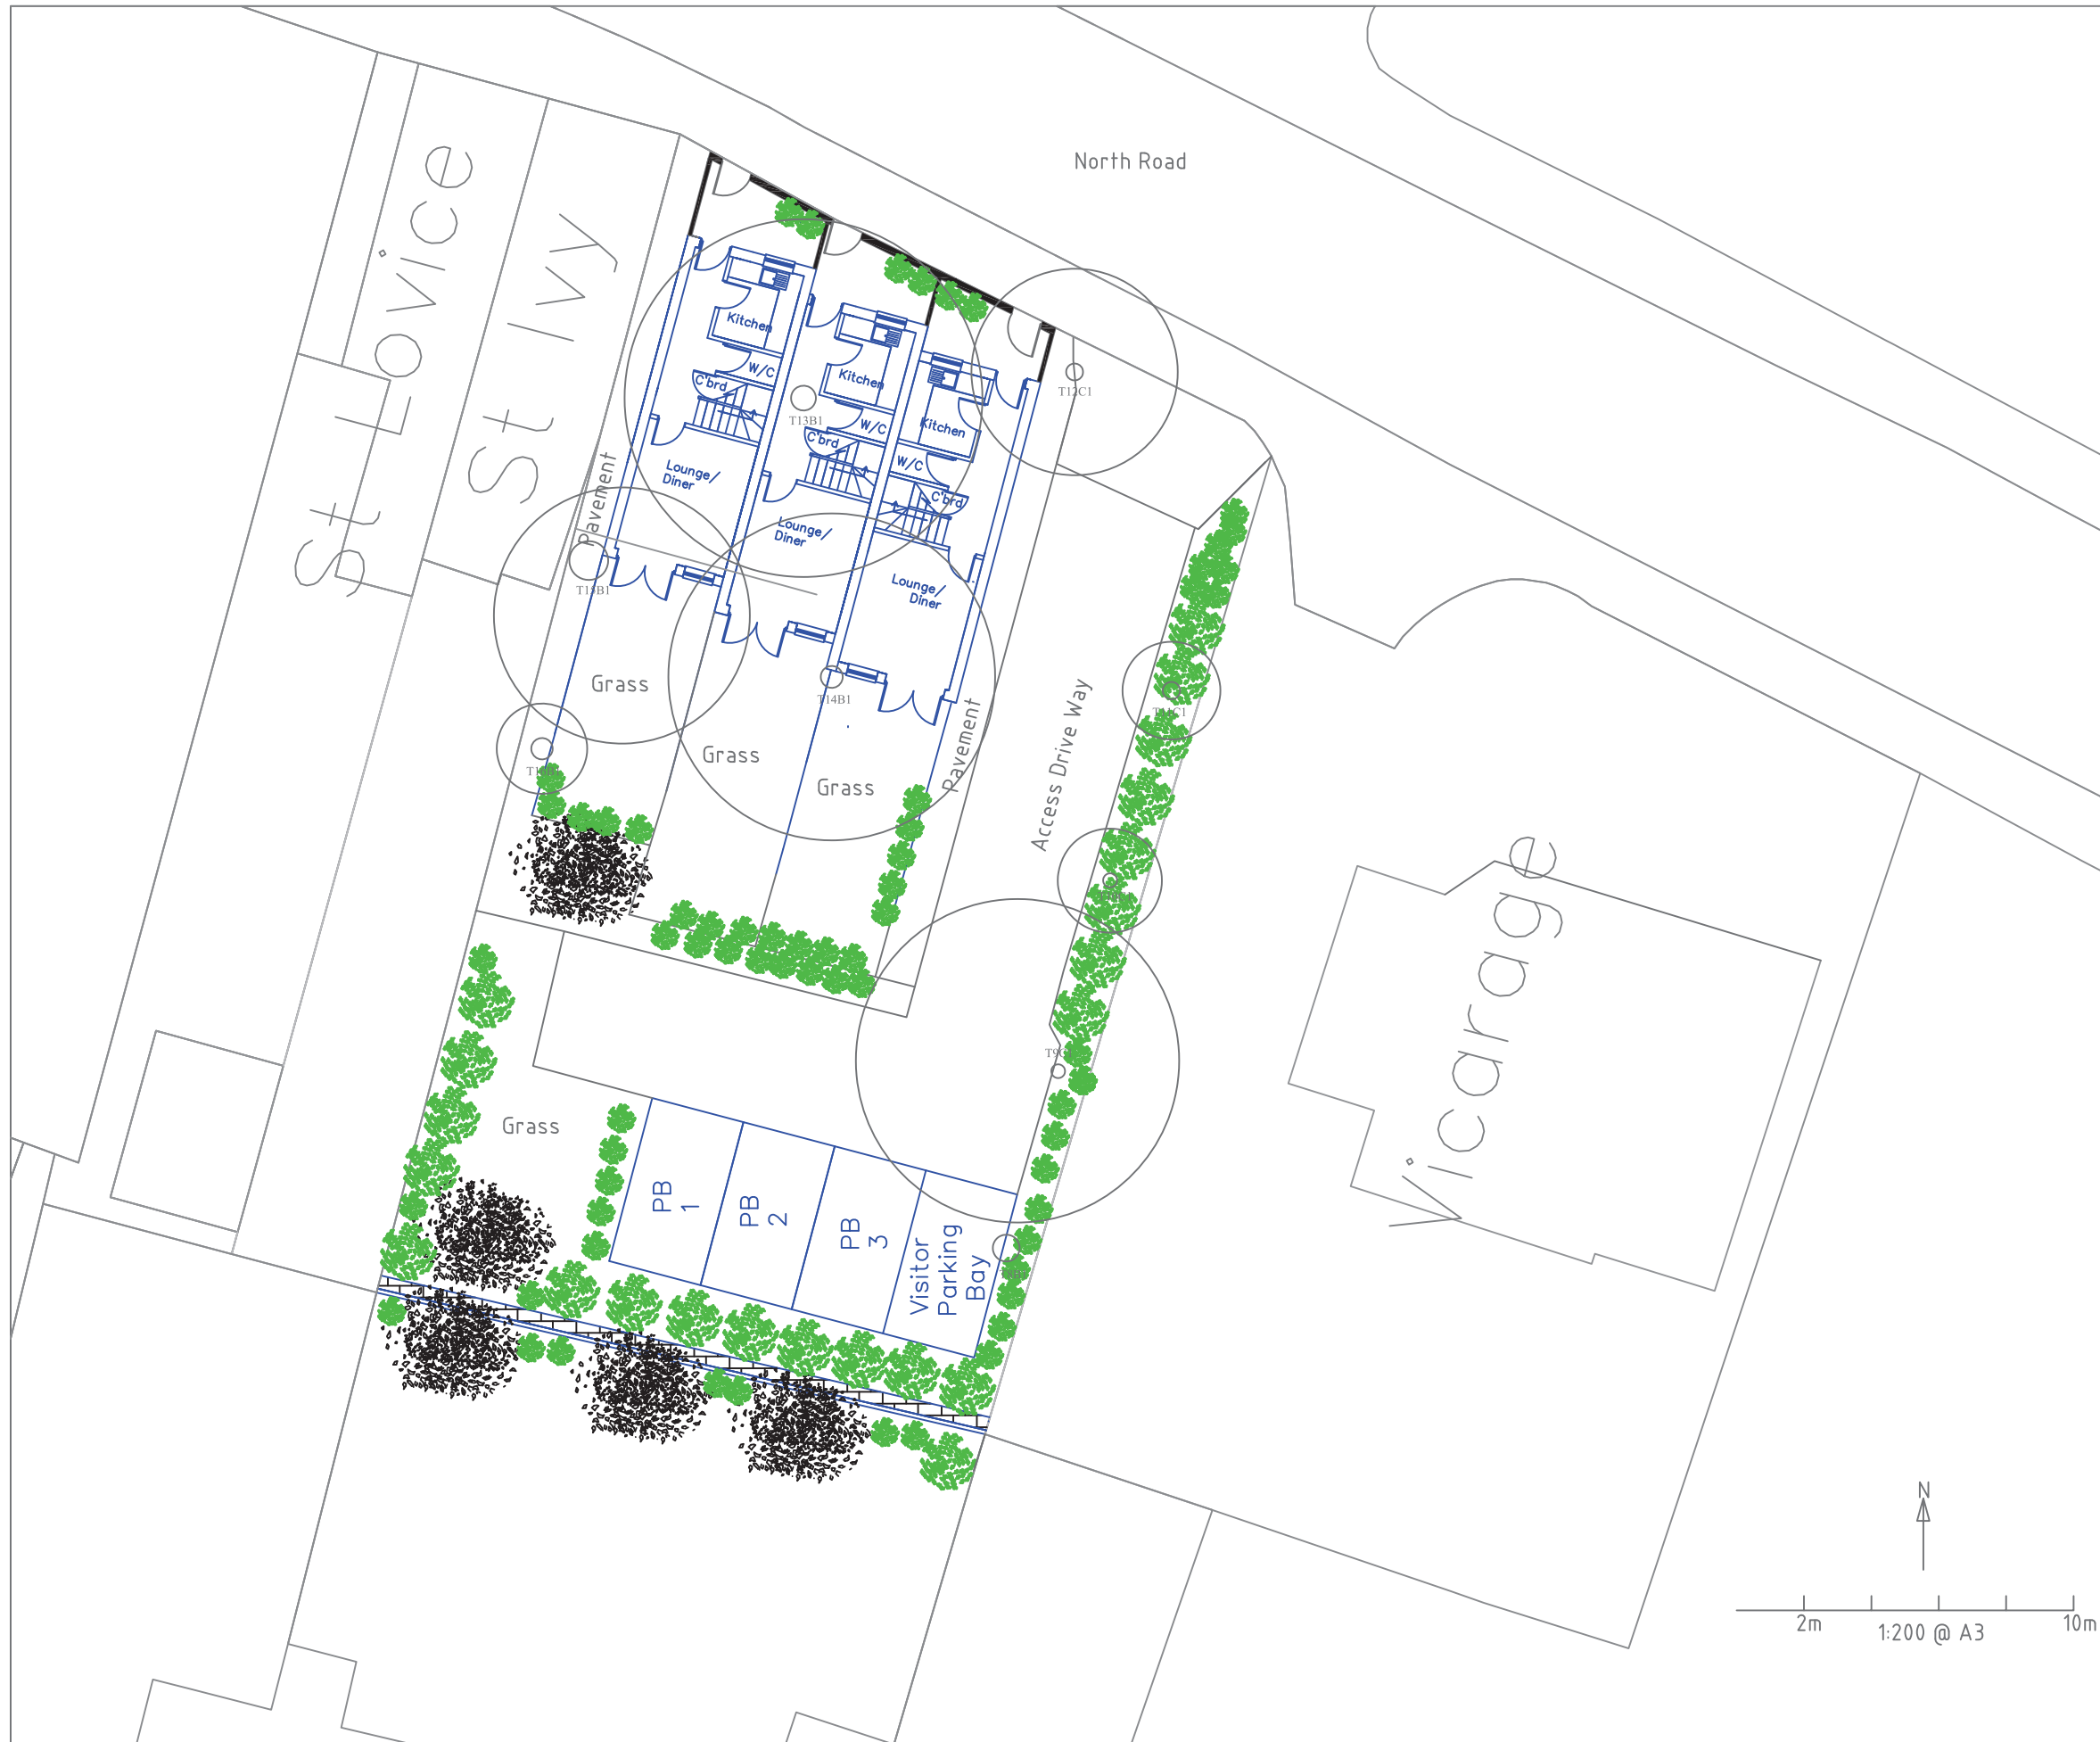 North Road
St Lovice
St Ivy
Kitchen
W/C
C'brd
Lounge/
Diner
Kitchen
W/C
C'brd
Lounge/
Diner
Kitchen
W/C
C'brd
Lounge/
Diner
T12C1
T13B1
Pavement
T15B1
T14B1
T11C1
Grass
Grass
Grass
Pavement
Access Drive Way
Vicarage
Grass
PB
1
PB
2
PB
3
Visitor
Parking
Bay
N
2m
10m
1:200 @ A3